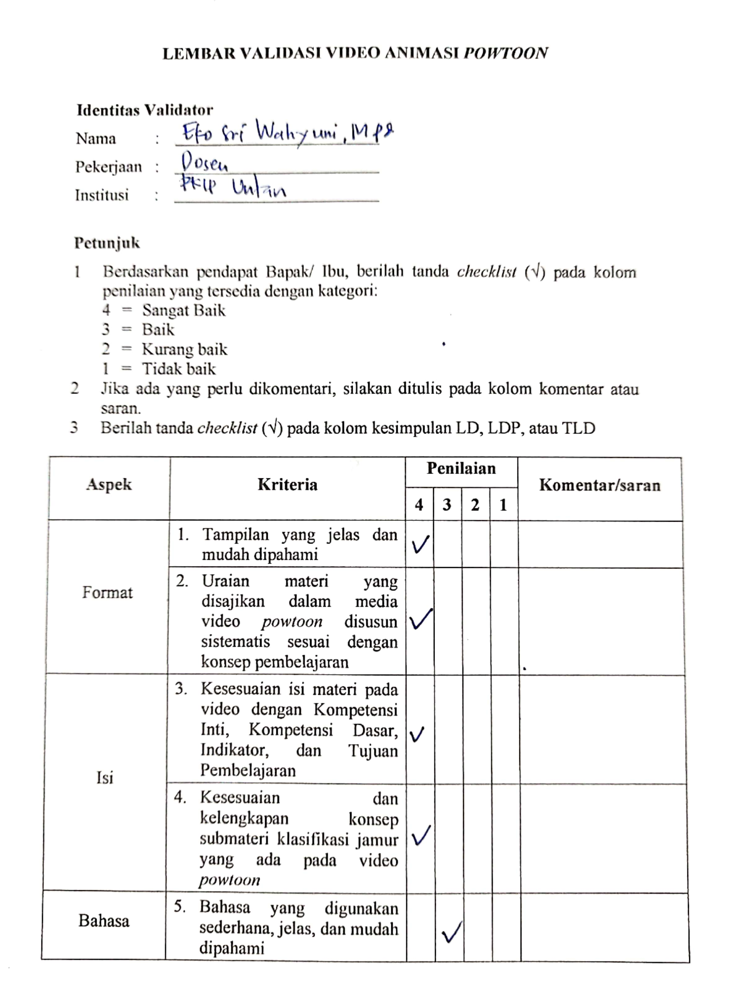 LEMBAR VALIDASI VIDEO ANIMASI POWTOON
Identitas Validator
Nama : Eko Sri Wahyuni, MPd
Pekerjaan : Dosen
Institusi : FKIP Untan
Petunjuk
1 Berdasarkan pendapat Bapak/ Ibu, berilah tanda checklist (√) pada kolom
penilaian yang tersedia dengan kategori:
4 = Sangat Baik
3 = Baik
2 = Kurang baik
1 = Tidak baik
2 Jika ada yang perlu dikomentari, silakan ditulis pada kolom komentar atau
saran.
3 Berilah tanda checklist (√) pada kolom kesimpulan LD, LDP, atau TLD
Aspek Kriteria Penilaian Komentar/saran
4 3 2 1
Format
1. Tampilan yang jelas dan
mudah dipahami
✓
2. Uraian materi yang
disajikan dalam media
video powtoon disusun
sistematis sesuai dengan
konsep pembelajaran
✓
Isi
3. Kesesuaian isi materi pada
video dengan Kompetensi
Inti, Kompetensi Dasar,
Indikator, dan Tujuan
Pembelajaran
✓
4. Kesesuaian dan
kelengkapan konsep
submateri klasifikasi jamur
yang ada pada video
powtoon
✓
Bahasa
5. Bahasa yang digunakan
sederhana, jelas, dan mudah
dipahami
✓